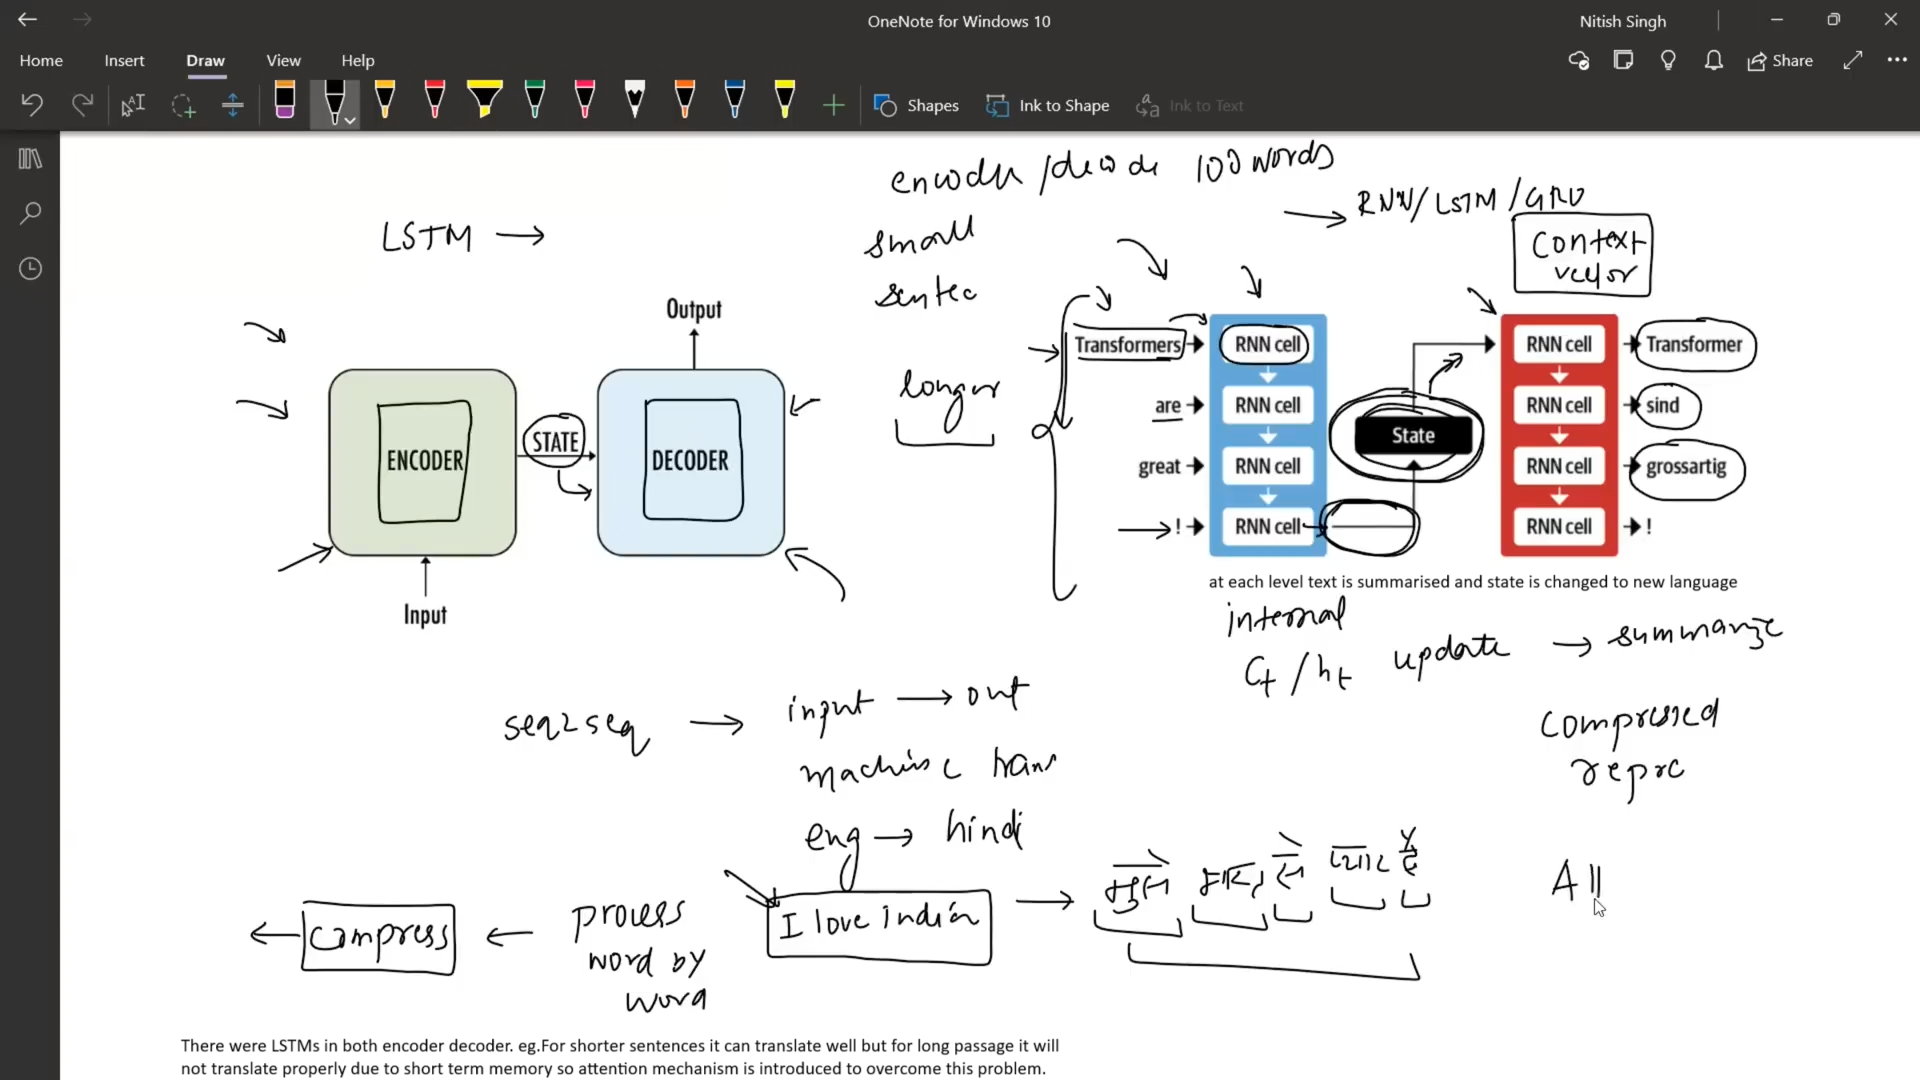 OneNote for Windows 10
Nitish Singh
Home
Insert
Draw
View
Help
Share
Shapes
Ink to Shape
Ink to Text
encoder/decode 100 words
RNN/LSTM/GRU
LSTM →
small
sentec
Context
vector
Output
Transformers
RNN cell
RNN cell
Transformer
longer
are
RNN cell
RNN cell
sind
STATE
State
ENCODER
DECODER
great
RNN cell
RNN cell
grossartig
!
RNN cell
RNN cell
!
Input
at each level text is summarised and state is changed to new language
internal
Ct/ht update → summarize
seq2seq → input → out
compressed
machine trans
repre
eng → hindi
compress
process
word by
word
I love india
→
All
There were LSTMs in both encoder decoder. eg.For shorter sentences it can translate well but for long passage it will
not translate properly due to short term memory so attention mechanism is introduced to overcome this problem.